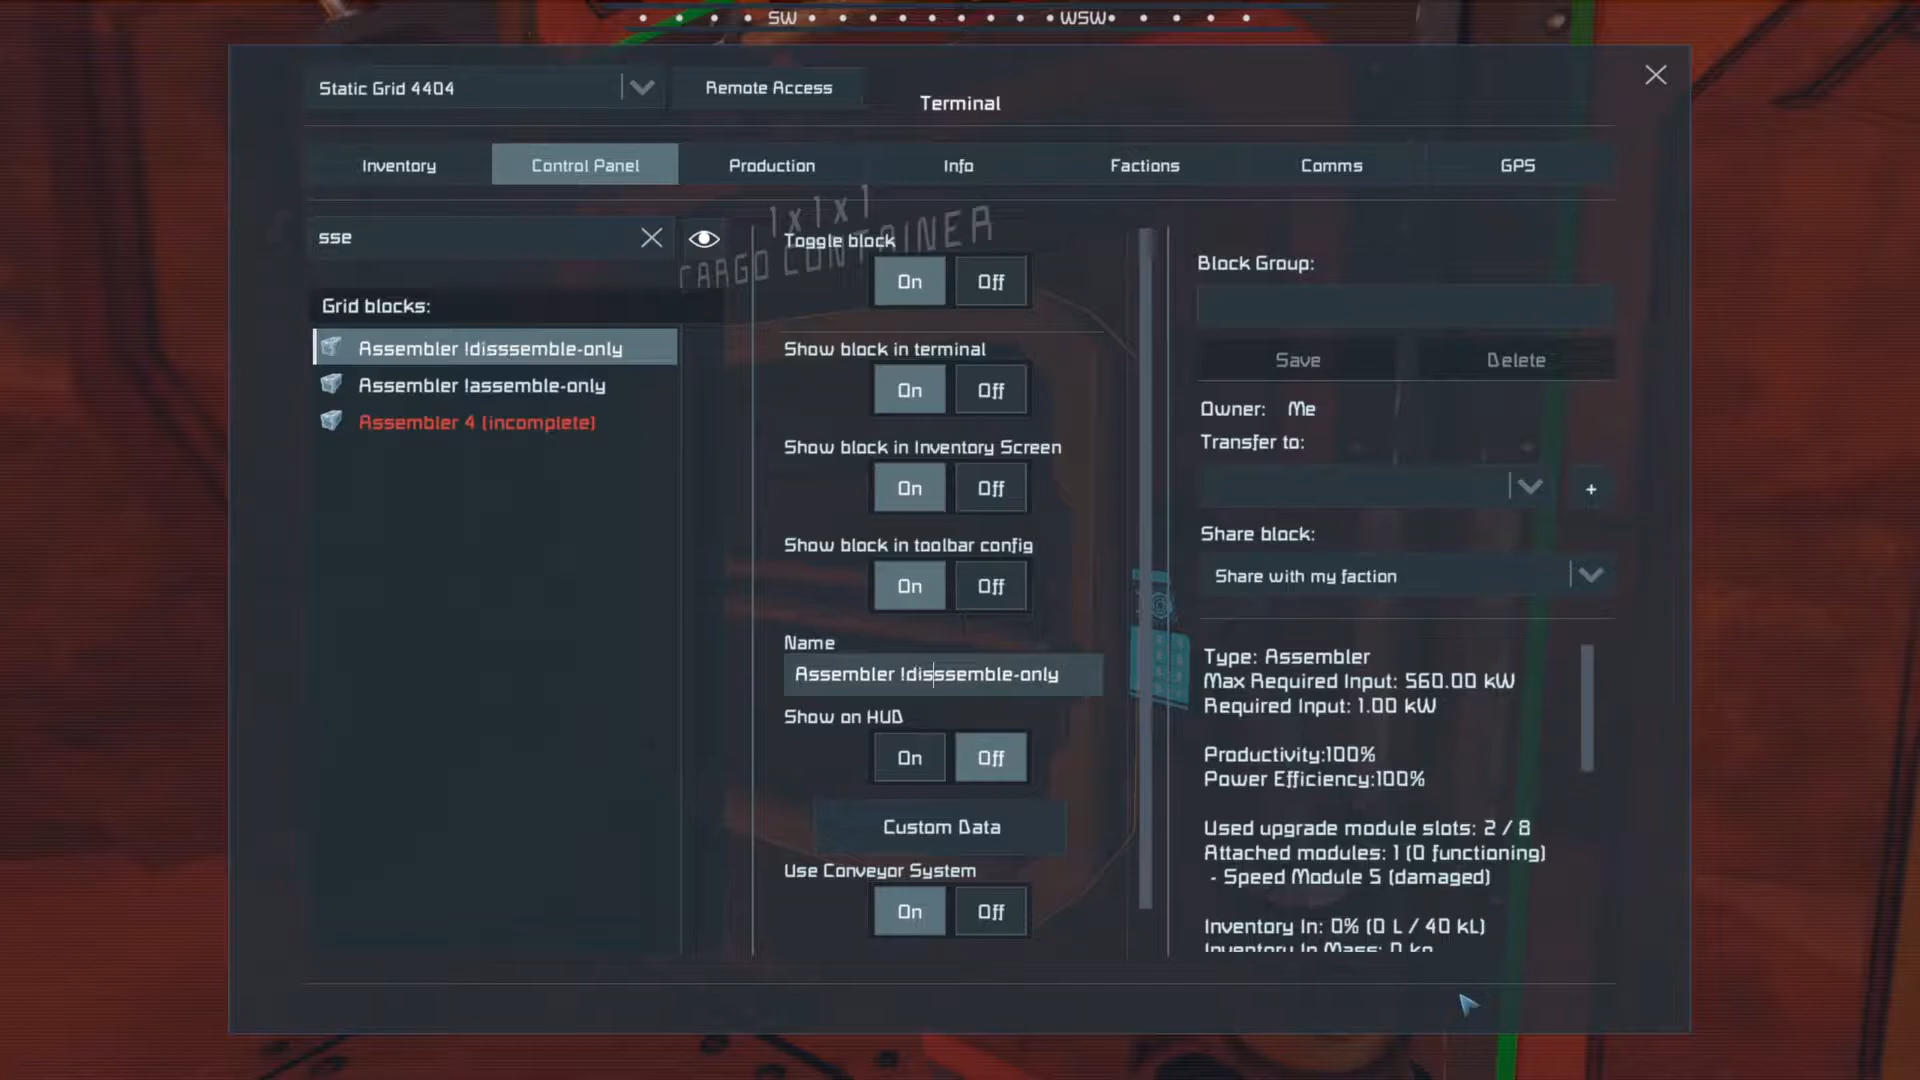 SW
WSW
Static Grid 4404
Remote Access
Terminal
Inventory
Control Panel
Production
Info
Factions
Comms
GPS
sse
Grid blocks:
Assembler !disssemble-only
Assembler !assemble-only
Assembler 4 (incomplete)
1x1x1
CARGO CONTAINER
Toggle block
On
Off
Show block in terminal
On
Off
Show block in Inventory Screen
On
Off
Show block in toolbar config
On
Off
Name
Assembler !disssemble-only
Show on HUD
On
Off
Custom Data
Use Conveyor System
On
Off
Block Group:
Save
Delete
Owner: Me
Transfer to:
+
Share block:
Share with my faction
Type: Assembler
Max Required Input: 560.00 kW
Required Input: 1.00 kW
Productivity:100%
Power Efficiency:100%
Used upgrade module slots: 2 / 8
Attached modules: 1 (0 functioning)
- Speed Module 5 (damaged)
Inventory In: 0% (0 L / 40 kL)
Inventory In Mass: 0 kg